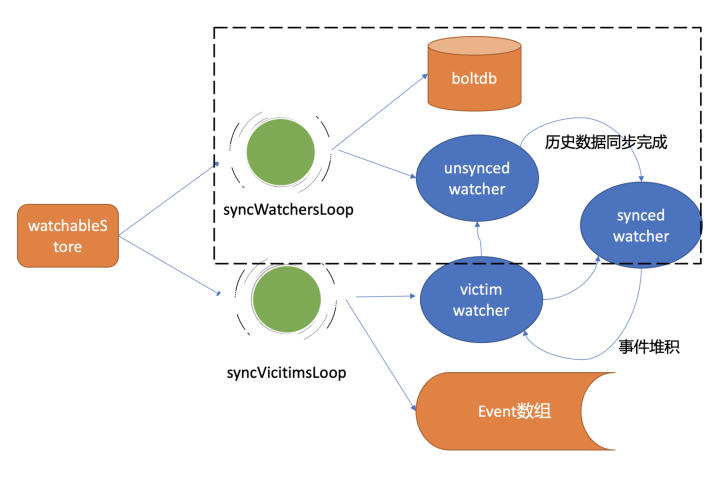 boltdb
历史数据同步完成
unsynced
watcher
syncWatchersLoop
synced
watcher
watchableS
tore
victim
watcher
事件堆积
syncVicitimsLoop
Event数组